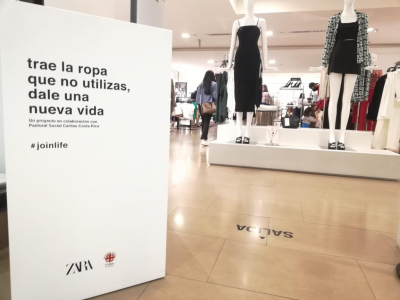 trae la ropa
que no utilizas,
dale una
nueva vida
Un proyecto en colaboración con
Pastoral Social Caritas Costa Rica
#joinlife
ZARA
SALIDA